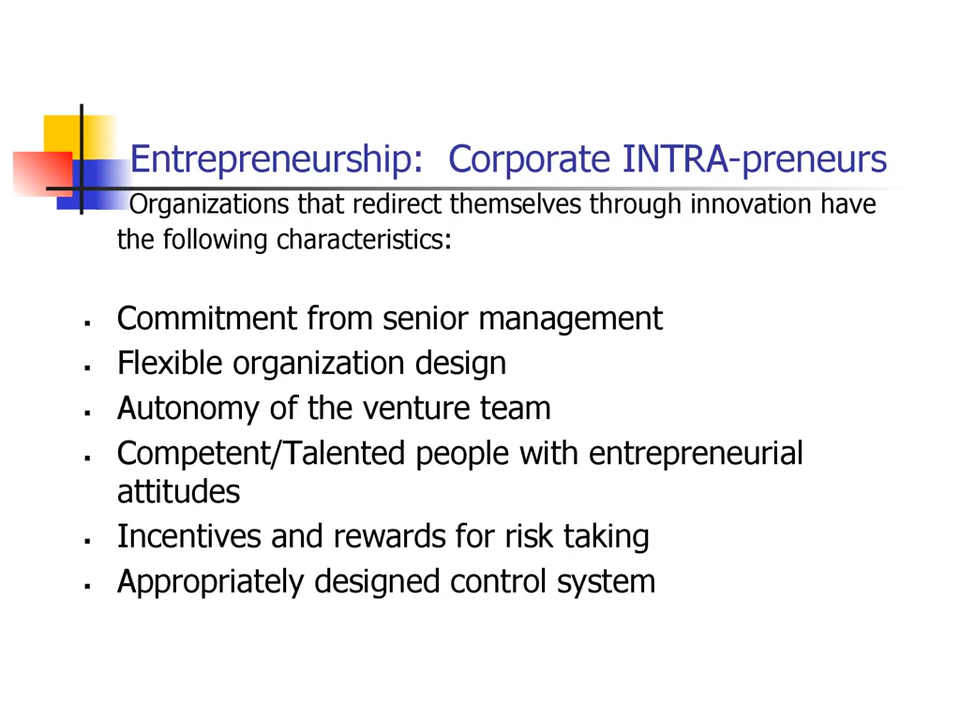 Entrepreneurship:  Corporate INTRA-preneurs
Organizations that redirect themselves through innovation have
the following characteristics:
▪ Commitment from senior management
▪ Flexible organization design
▪ Autonomy of the venture team
▪ Competent/Talented people with entrepreneurial
attitudes
▪ Incentives and rewards for risk taking
▪ Appropriately designed control system